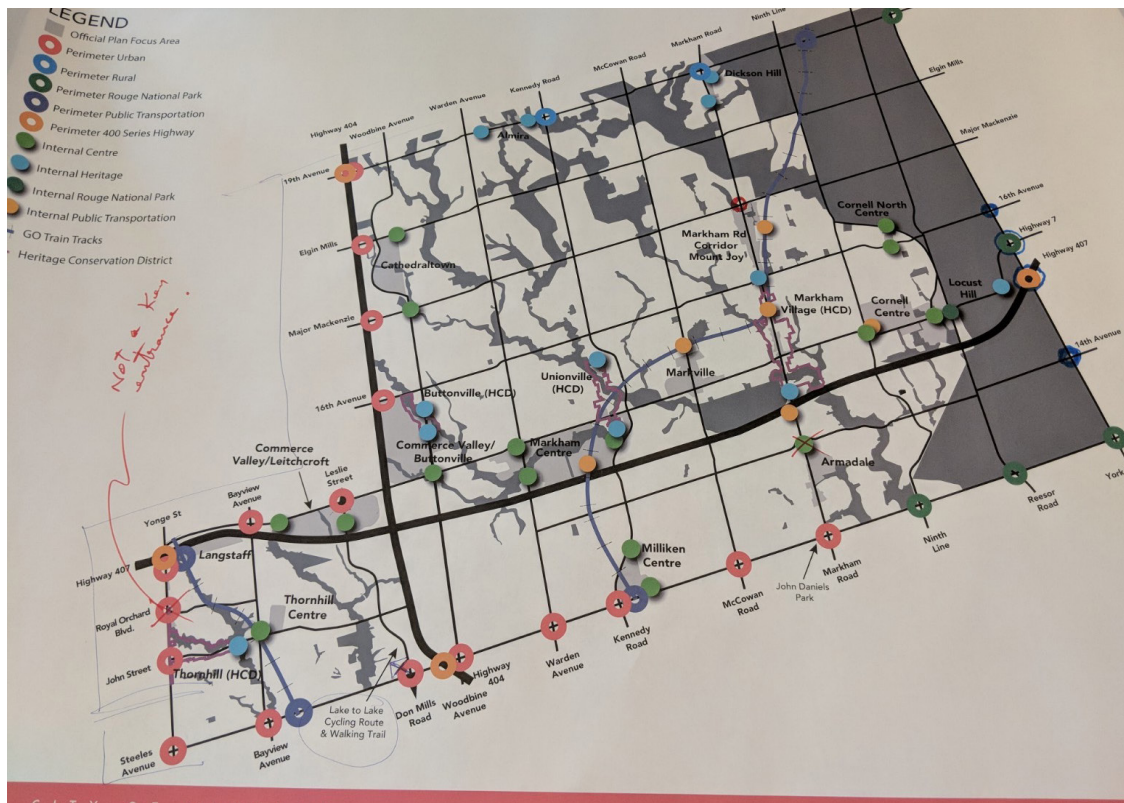 LEGEND
Official Plan Focus Area
Perimeter Urban
Perimeter Rural
Perimeter Rouge National Park
Perimeter Public Transportation
Perimeter 400 Series Highway
Internal Centre
Internal Heritage
Internal Rouge National Park
Internal Public Transportation
GO Train Tracks
Heritage Conservation District
Not a Key
entrance.
Ninth Line
Markham Road
McCowan Road
Kennedy Road
Warden Avenue
Woodbine Avenue
Highway 404
Dickson Hill
Almira
Elgin Mills
Major Mackenzie
16th Avenue
Highway 7
Highway 407
14th Avenue
19th Avenue
Elgin Mills
Major Mackenzie
16th Avenue
Cathedraltown
Markham Rd
Corridor
Mount Joy
Cornell North
Centre
Markham
Village (HCD)
Cornell
Centre
Locust
Hill
Unionville
(HCD)
Markville
Buttonville (HCD)
Commerce Valley/
Buttonville
Markham
Centre
Armadale
Commerce
Valley/Leitchcroft
Leslie
Street
Bayview
Avenue
Yonge St
Highway 407
Langstaff
Royal Orchard
Blvd.
Thornhill
Centre
John Street
Thornhill (HCD)
Milliken
Centre
Steeles
Avenue
Bayview
Avenue
Lake to Lake
Cycling Route
& Walking Trail
Don Mills
Road
Woodbine
Avenue
Highway
404
Warden
Avenue
Kennedy
Road
McCowan
Road
John Daniels
Park
Markham
Road
Ninth
Line
Reesor
Road
York